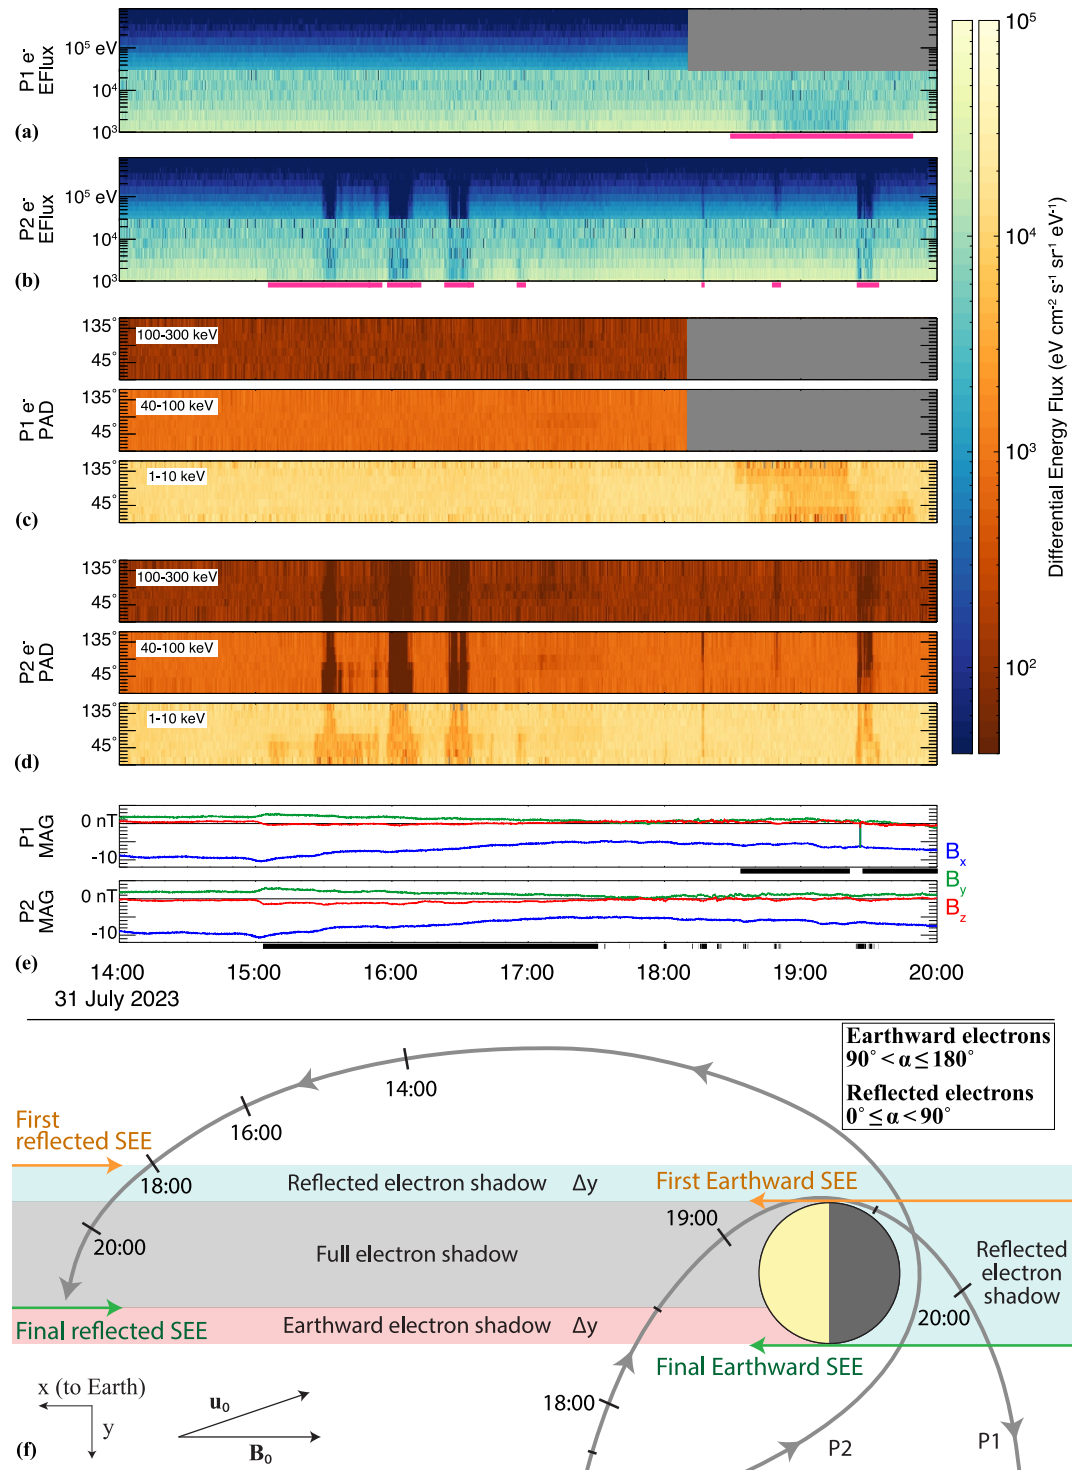 P1 e-
EFlux
10⁵ eV
10⁴
10³
(a)
P2 e-
EFlux
10⁵ eV
10⁴
10³
(b)
P1 e-
PAD
135°
45°
100-300 keV
135°
45°
40-100 keV
135°
45°
1-10 keV
(c)
P2 e-
PAD
135°
45°
100-300 keV
135°
45°
40-100 keV
135°
45°
1-10 keV
(d)
10⁵
10⁴
10³
10²
Differential Energy Flux (eV cm⁻² s⁻¹ sr⁻¹ eV⁻¹)
P1
MAG
0 nT
-10
P2
MAG
0 nT
-10
Bx
By
Bz
(e)
14:00 15:00 16:00 17:00 18:00 19:00 20:00
31 July 2023
Earthward electrons
90° < α ≤ 180°
Reflected electrons
0° ≤ α < 90°
14:00
16:00
First
reflected SEE
18:00
Reflected electron shadow Δy
First Earthward SEE
19:00
20:00
Full electron shadow
Reflected
electron
shadow
20:00
Final reflected SEE
Earthward electron shadow Δy
Final Earthward SEE
x (to Earth)
y
u₀
B₀
18:00
P2
P1
(f)